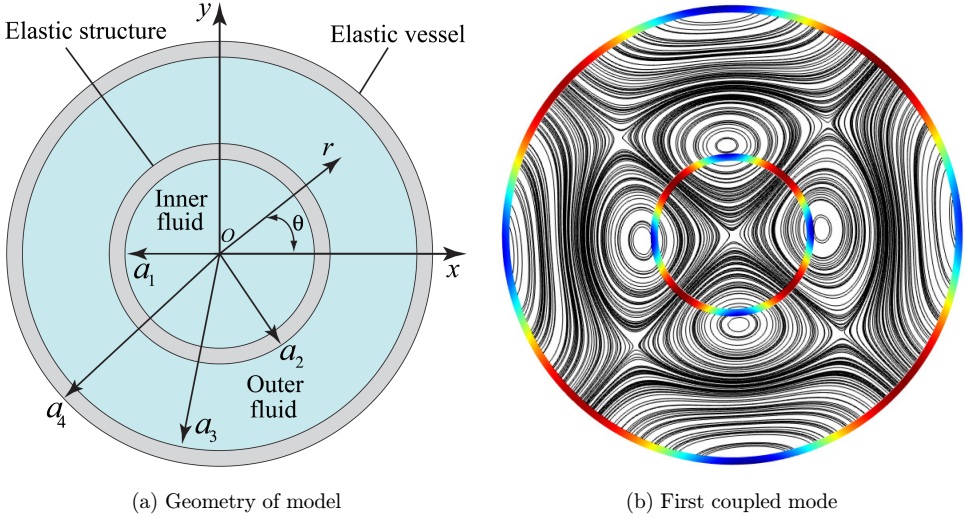 y
Elastic structure
Elastic vessel
r
Inner
fluid
θ
o
a₁
x
a₂
Outer
fluid
a₄
a₃
(a) Geometry of model
(b) First coupled mode